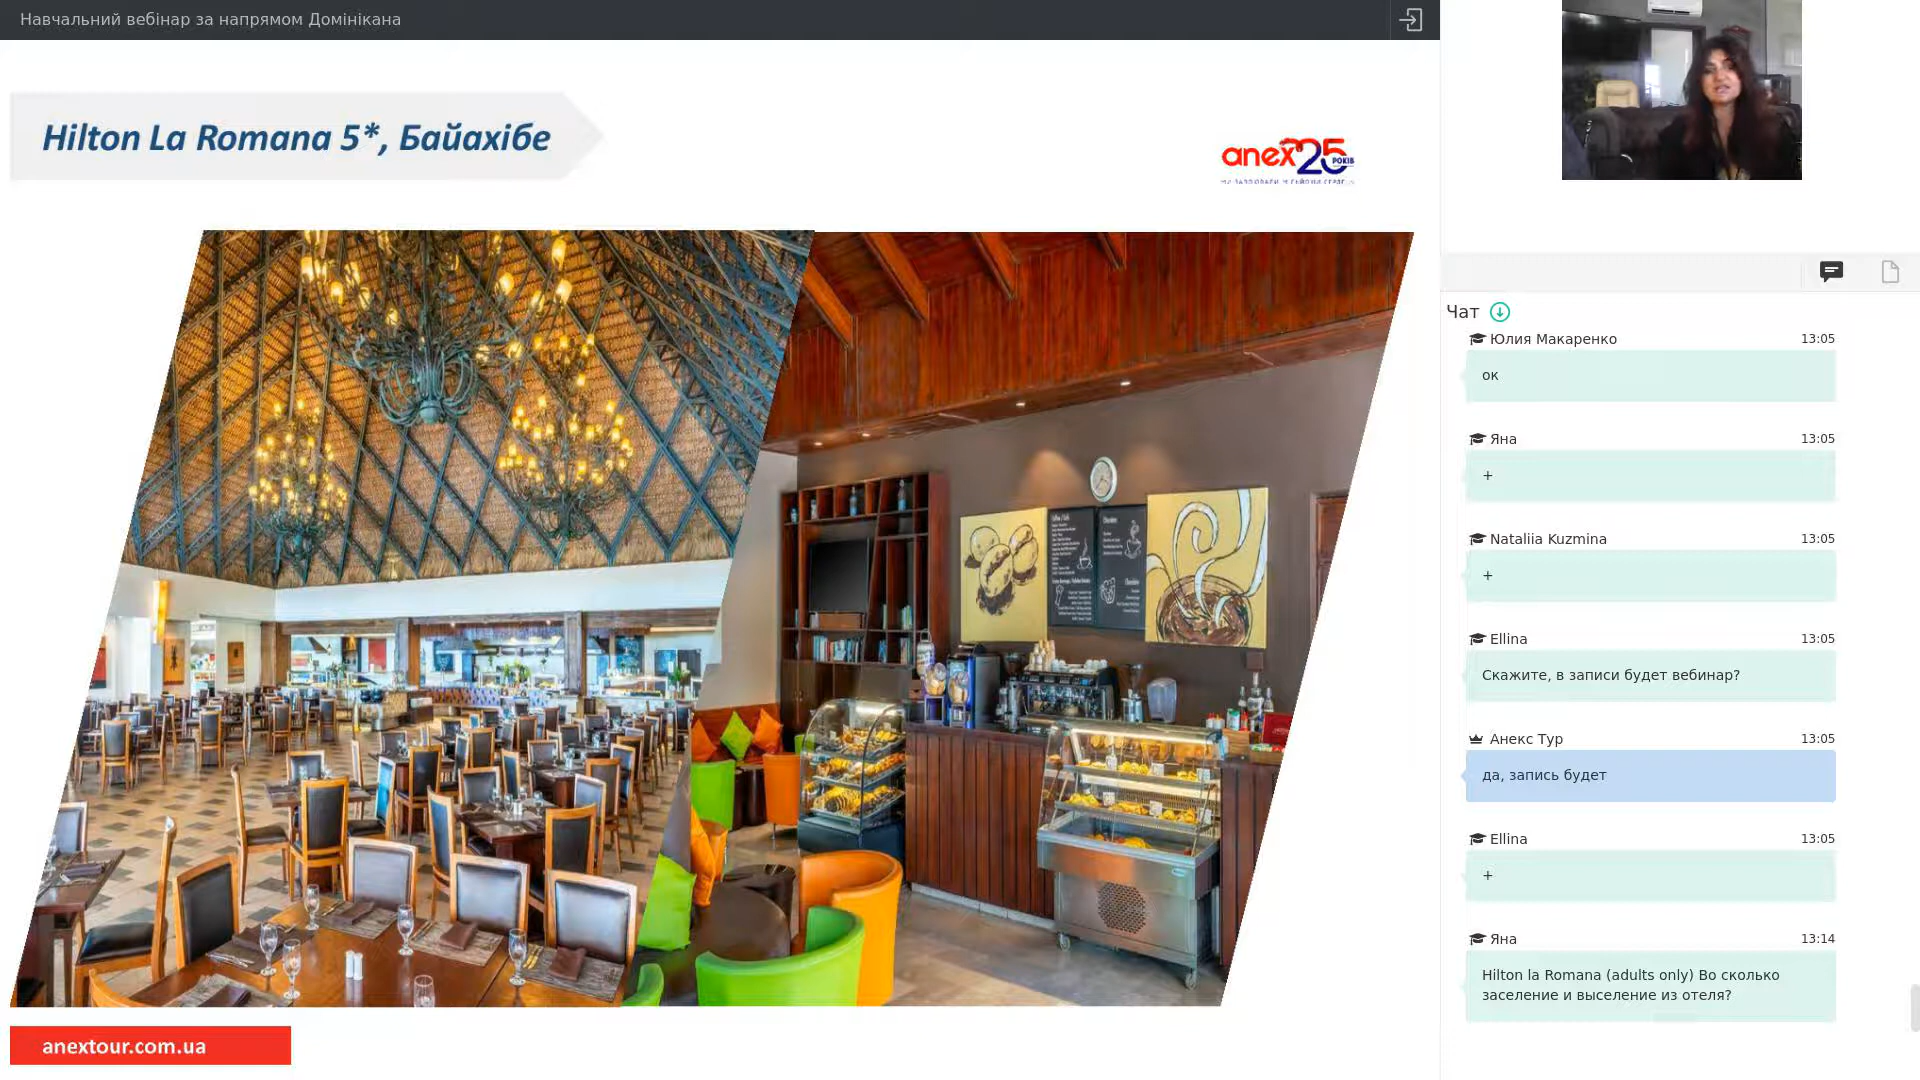 Навчальний вебінар за напрямом Домінікана
Hilton La Romana 5*, Байахібе
anex 25 РОКІВ
anextour.com.ua
Чат
Юлия Макаренко 13:05
ок
Яна 13:05
+
Nataliia Kuzmina 13:05
+
Ellina 13:05
Скажите, в записи будет вебинар?
Анекс Тур 13:05
да, запись будет
Ellina 13:05
+
Яна 13:14
Hilton la Romana (adults only) Во сколько
заселение и выселение из отеля?